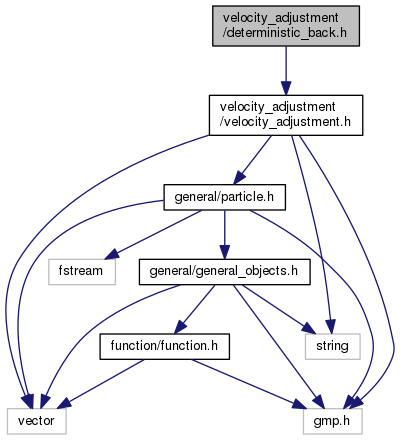 velocity_adjustment
/deterministic_back.h
velocity_adjustment
/velocity_adjustment.h
general/particle.h
fstream
general/general_objects.h
function/function.h
string
vector
gmp.h